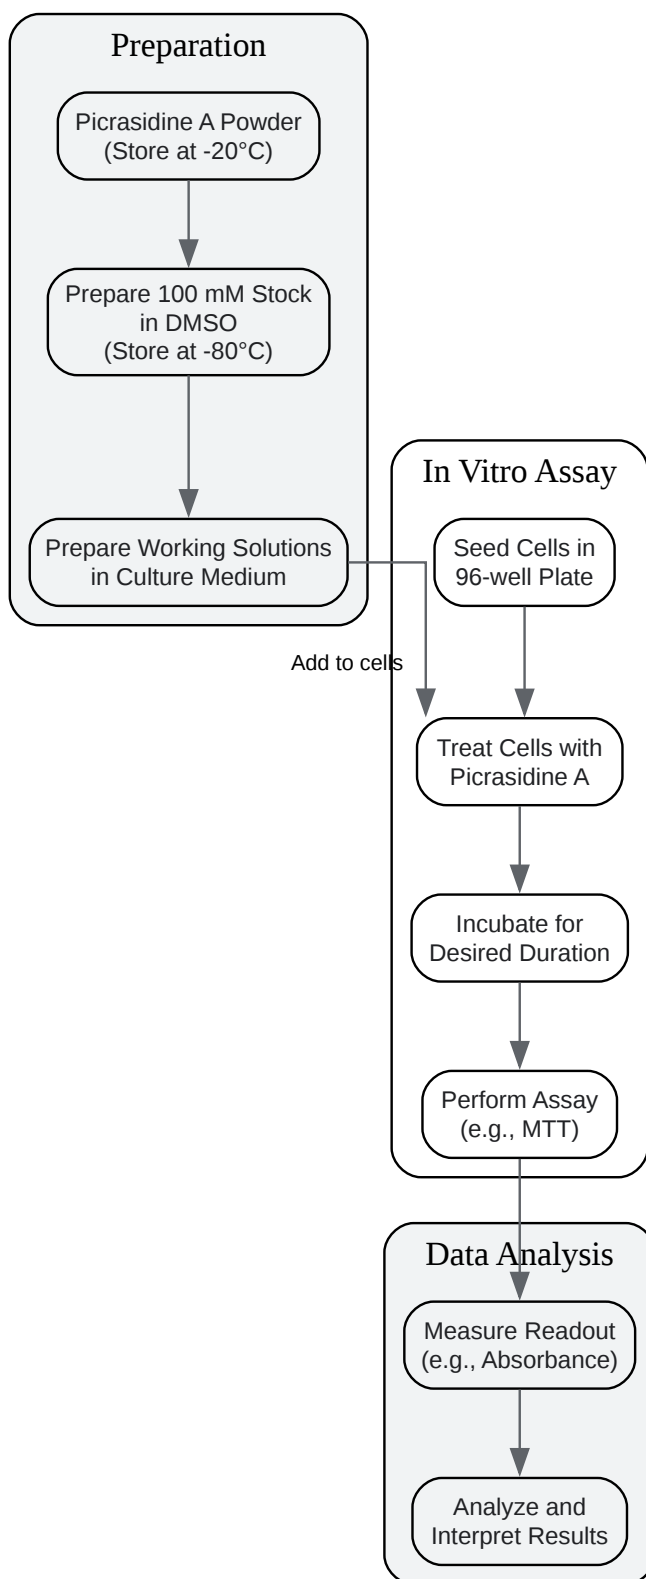 Preparation
Picrasidine A Powder
(Store at -20°C)
Prepare 100 mM Stock
in DMSO
(Store at -80°C)
Prepare Working Solutions
in Culture Medium
In Vitro Assay
Seed Cells in
96-well Plate
Add to cells
Treat Cells with
Picrasidine A
Incubate for
Desired Duration
Perform Assay
(e.g., MTT)
Data Analysis
Measure Readout
(e.g., Absorbance)
Analyze and
Interpret Results